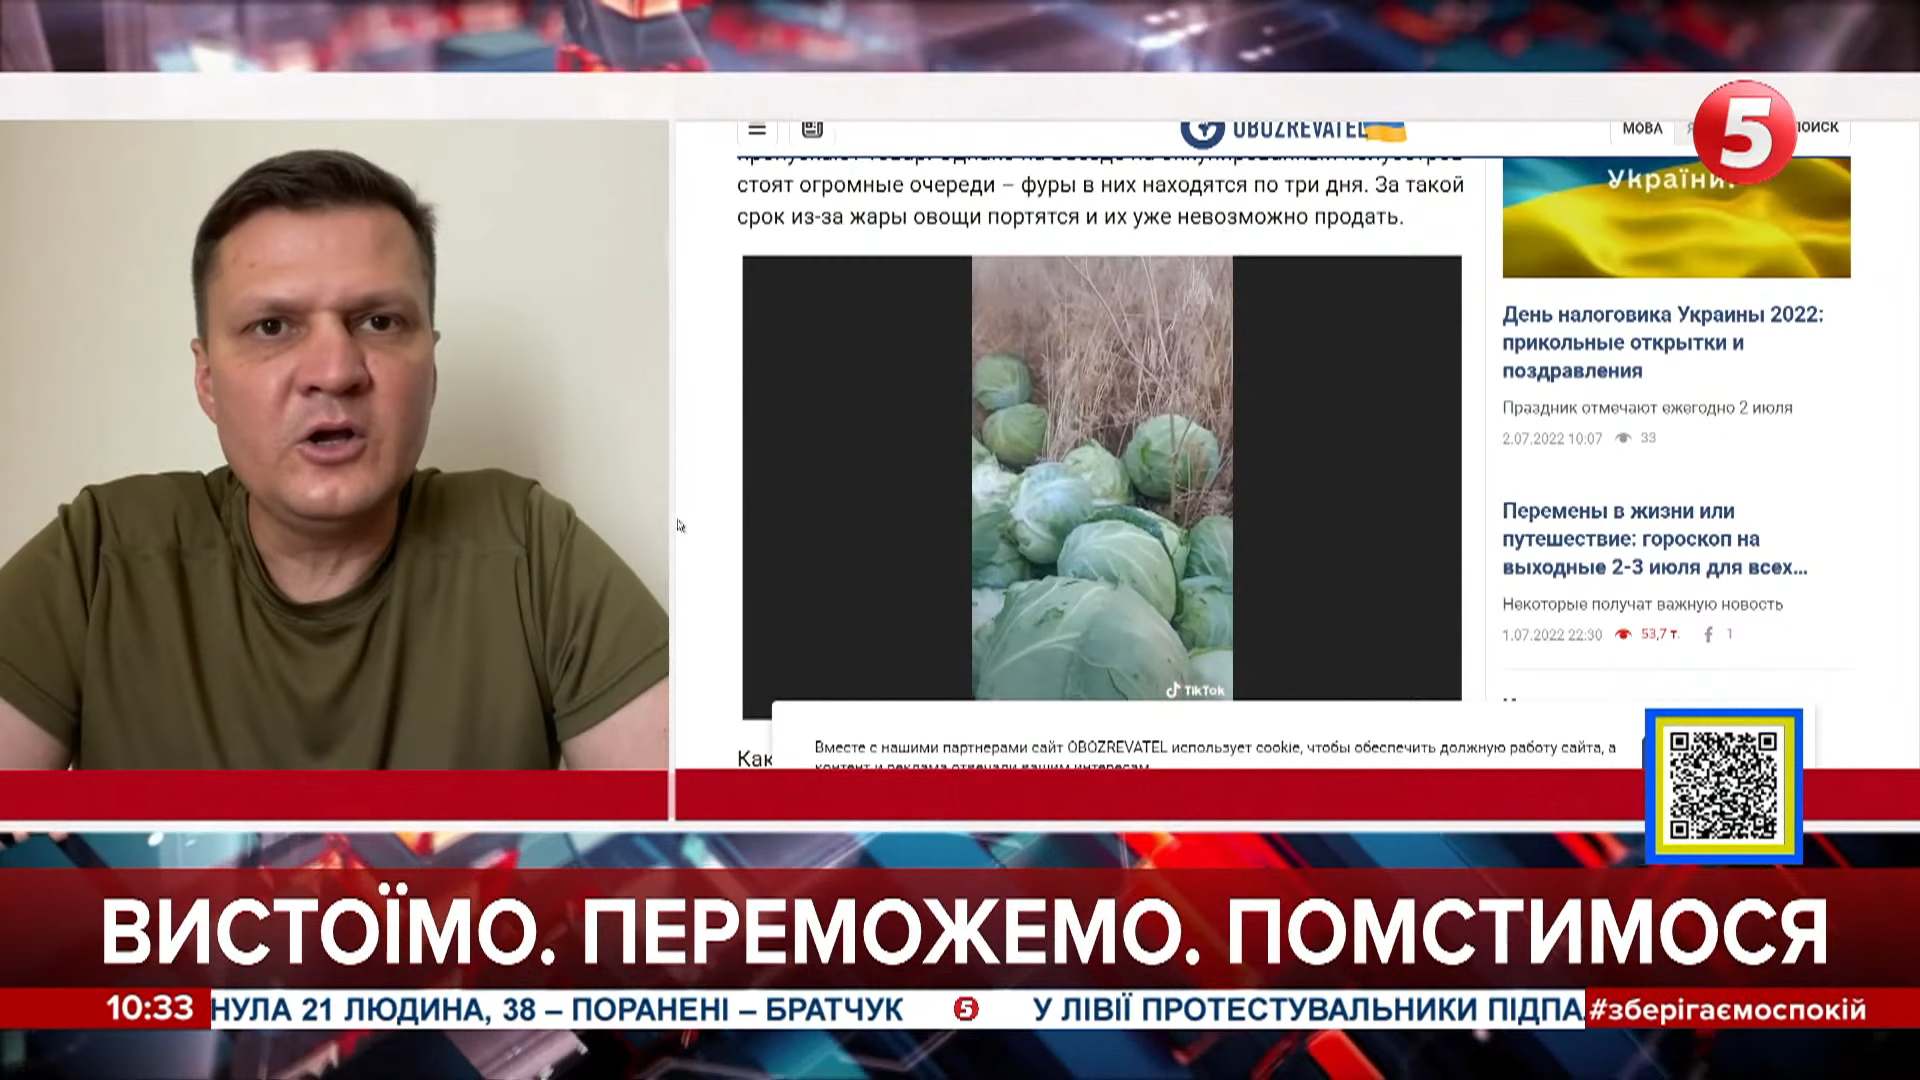 5
МОВА
OBOZREVATEL
стоят огромные очереди – фуры в них находятся по три дня. За такой
срок из-за жары овощи портятся и их уже невозможно продать.
TikTok
Как
України
День налоговика Украины 2022:
прикольные открытки и
поздравления
Праздник отмечают ежегодно 2 июля
2.07.2022 10:07 33
Перемены в жизни или
путешествие: гороскоп на
выходные 2-3 июля для всех...
Некоторые получат важную новость
1.07.2022 22:30 53,7 т. 1
Вместе с нашими партнерами сайт OBOZREVATEL использует cookie, чтобы обеспечить должную работу сайта, а
ВИСТОЇМО. ПЕРЕМОЖЕМО. ПОМСТИМОСЯ
10:33 НУЛА 21 ЛЮДИНА, 38 – ПОРАНЕНІ – БРАТЧУК 5 У ЛІВІЇ ПРОТЕСТУВАЛЬНИКИ ПІДПА #зберігаємоспокій